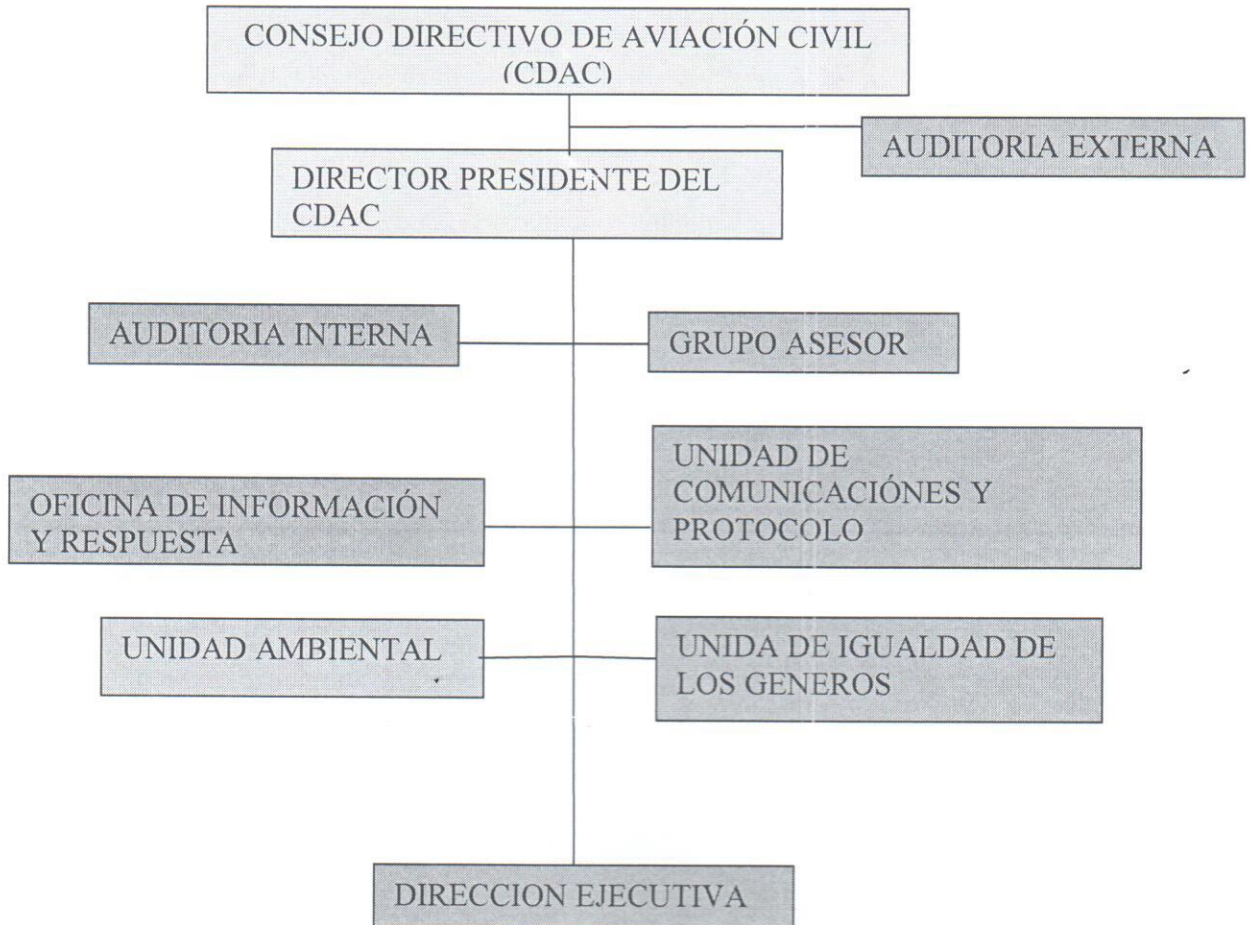 CONSEJO DIRECTIVO DE AVIACIÓN CIVIL
(CDAC)
AUDITORIA EXTERNA
DIRECTOR PRESIDENTE DEL
CDAC
AUDITORIA INTERNA
GRUPO ASESOR
OFICINA DE INFORMACIÓN
Y RESPUESTA
UNIDAD DE
COMUNICACIÓNES Y
PROTOCOLO
UNIDAD AMBIENTAL
UNIDA DE IGUALDAD DE
LOS GENEROS
DIRECCION EJECUTIVA